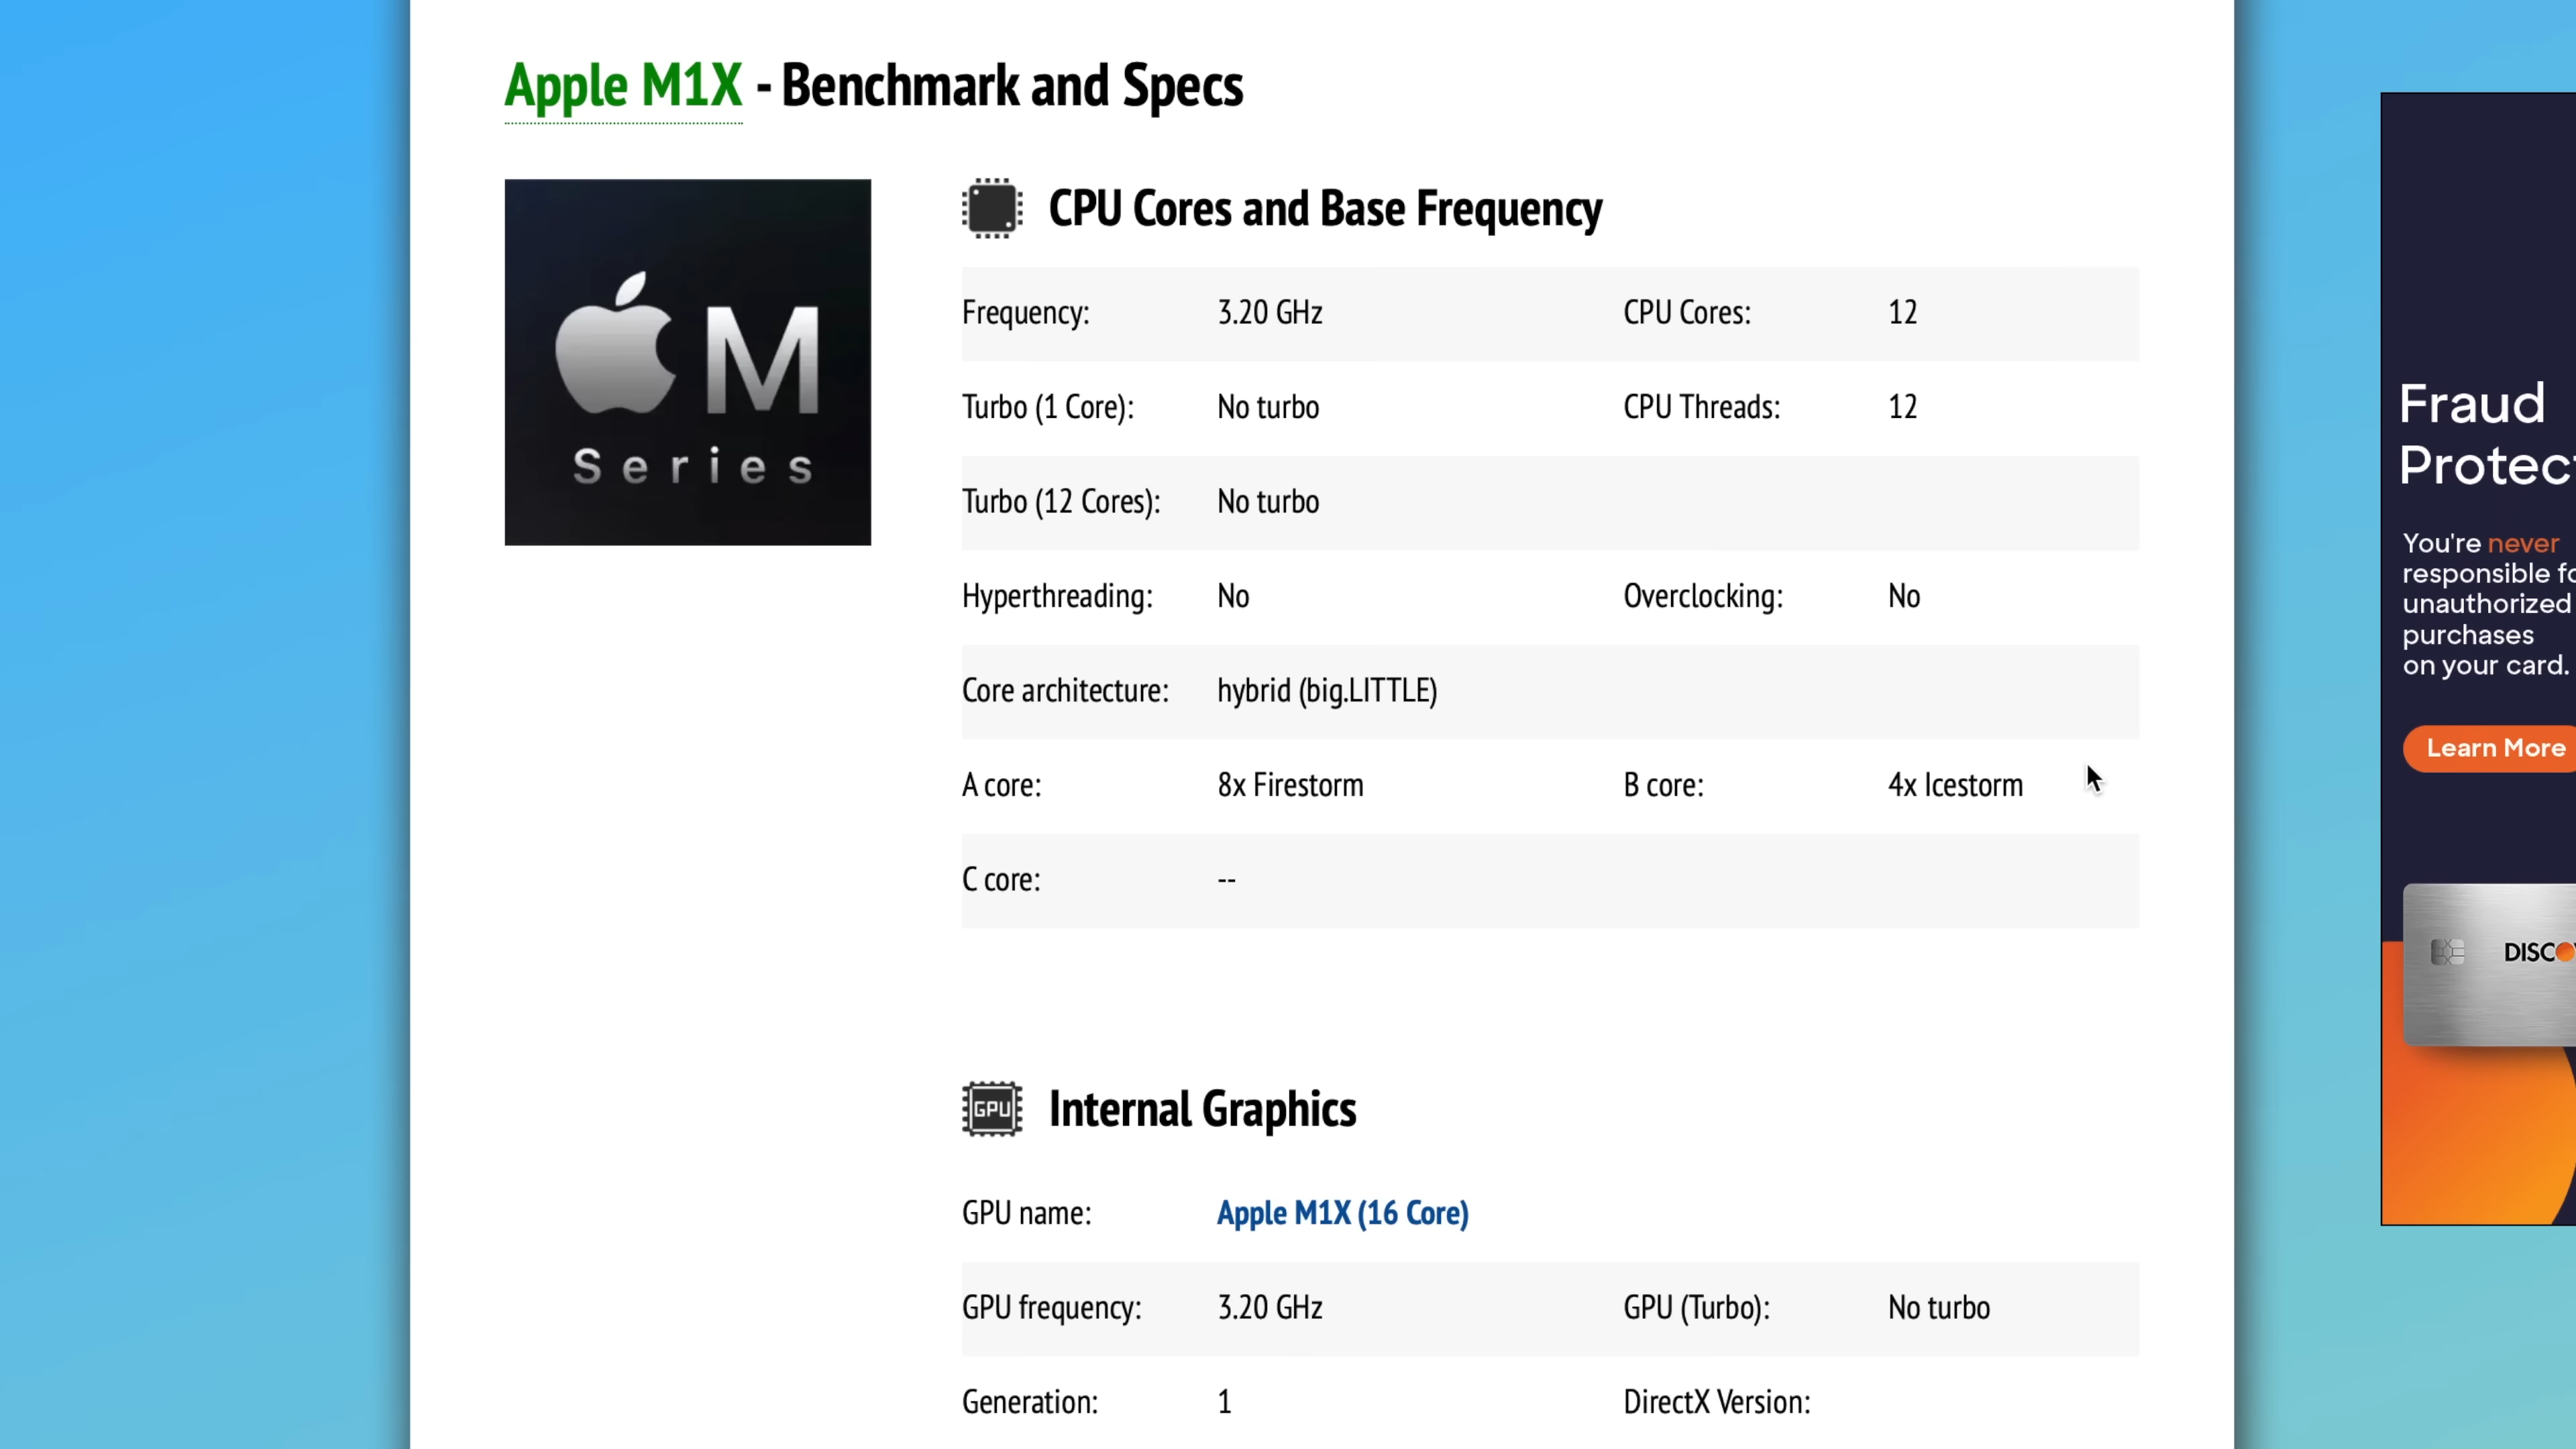 Apple M1X - Benchmark and Specs
M
Series
CPU Cores and Base Frequency
Frequency: 3.20 GHz CPU Cores: 12
Turbo (1 Core): No turbo CPU Threads: 12
Turbo (12 Cores): No turbo
Hyperthreading: No Overclocking: No
Core architecture: hybrid (big.LITTLE)
A core: 8x Firestorm B core: 4x Icestorm
C core: --
GPU Internal Graphics
GPU name: Apple M1X (16 Core)
GPU frequency: 3.20 GHz GPU (Turbo): No turbo
Generation: 1 DirectX Version:
Fraud
Protec
You're never
responsible fo
unauthorized
purchases
on your card.
Learn More
DISCO